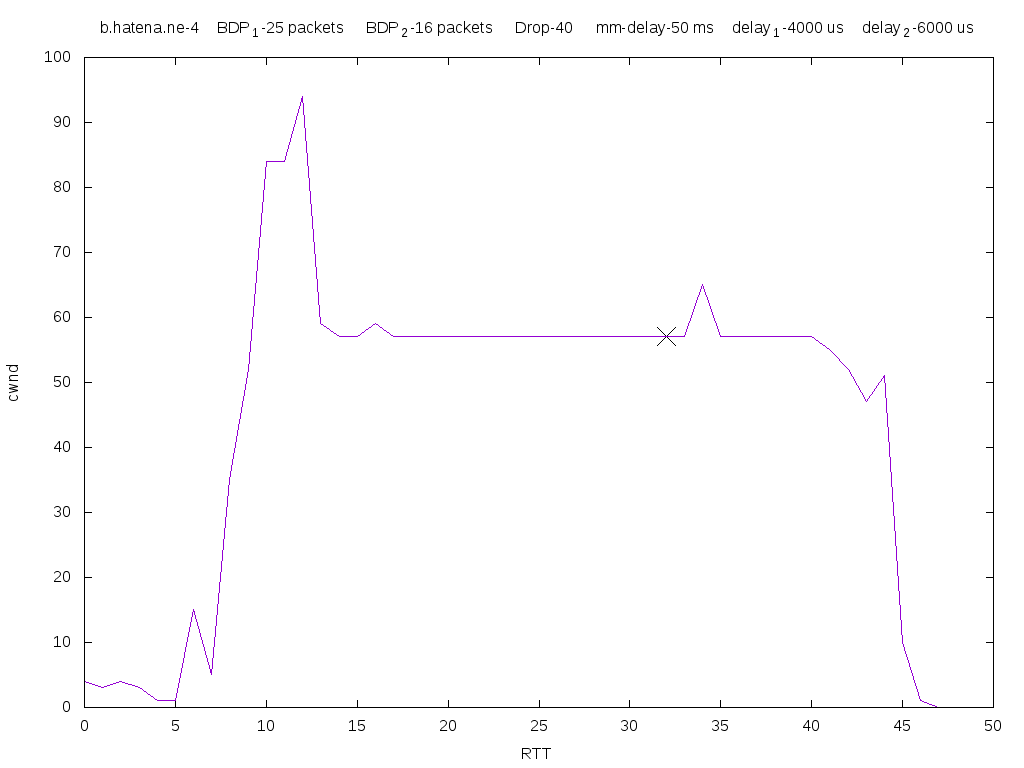 b.hatena.ne-4 BDP1-25 packets BDP2-16 packets Drop-40 mm-delay-50 ms delay1-4000 us delay2-6000 us
100
90
80
70
60
50
40
30
20
10
0
cwnd
0 5 10 15 20 25 30 35 40 45 50
RTT